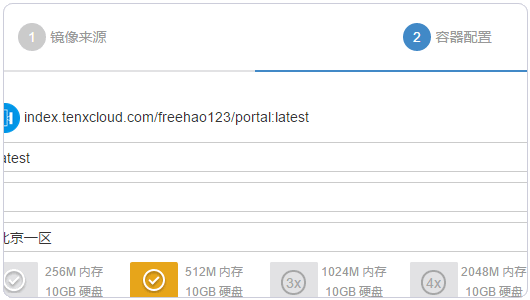 1 镜像来源
2 容器配置
index.tenxcloud.com/freehao123/portal:latest
atest
北京一区
256M 内存 512M 内存 3x 1024M 内存 4x 2048M 内存
10GB 硬盘 10GB 硬盘 10GB 硬盘 10GB 硬盘